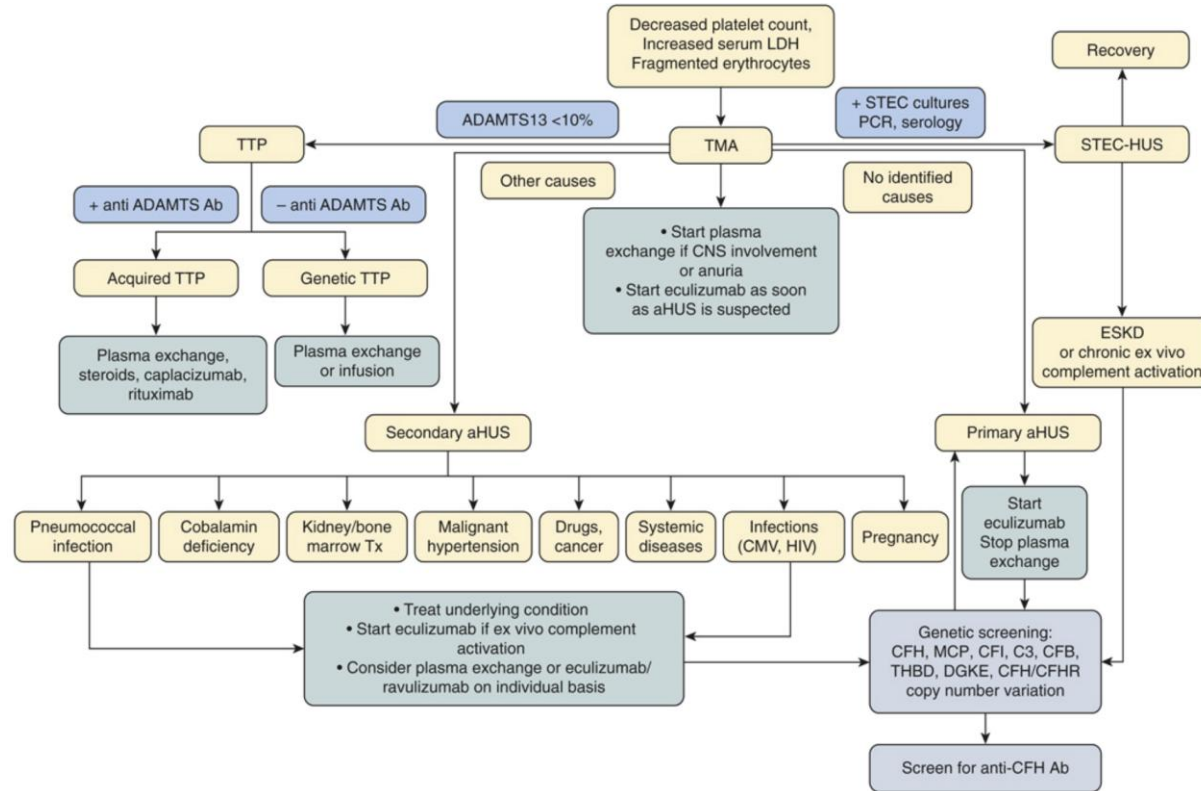 Decreased platelet count,
Increased serum LDH
Fragmented erythrocytes
Recovery
ADAMTS13 <10%
+ STEC cultures
PCR, serology
TTP
TMA
STEC-HUS
Other causes
No identified
causes
+ anti ADAMTS Ab
– anti ADAMTS Ab
• Start plasma
exchange if CNS involvement
or anuria
• Start eculizumab as soon
as aHUS is suspected
Acquired TTP
Genetic TTP
Plasma exchange,
steroids, caplacizumab,
rituximab
Plasma exchange
or infusion
ESKD
or chronic ex vivo
complement activation
Secondary aHUS
Primary aHUS
Pneumococcal
infection
Cobalamin
deficiency
Kidney/bone
marrow Tx
Malignant
hypertension
Drugs,
cancer
Systemic
diseases
Infections
(CMV, HIV)
Pregnancy
Start
eculizumab
Stop plasma
exchange
• Treat underlying condition
• Start eculizumab if ex vivo complement
activation
• Consider plasma exchange or eculizumab/
ravulizumab on individual basis
Genetic screening:
CFH, MCP, CFI, C3, CFB,
THBD, DGKE, CFH/CFHR
copy number variation
Screen for anti-CFH Ab